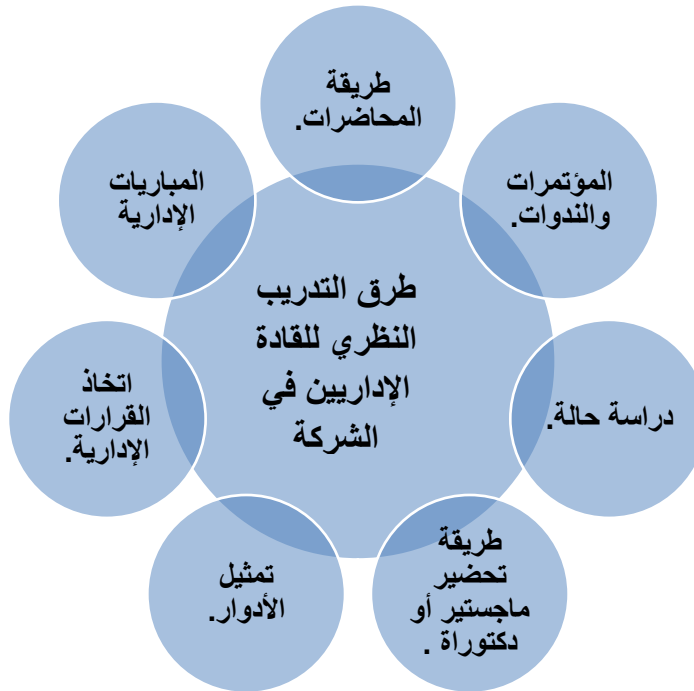 طريقة
المحاضرات.
المؤتمرات
والندوات.
دراسة حالة.
طريقة
تحضير
ماجستير أو
دكتوراة .
تمثيل
الأدوار.
اتخاذ
القرارات
الإدارية.
المباريات
الإدارية
طرق التدريب
النظري للقادة
الإداريين في
الشركة